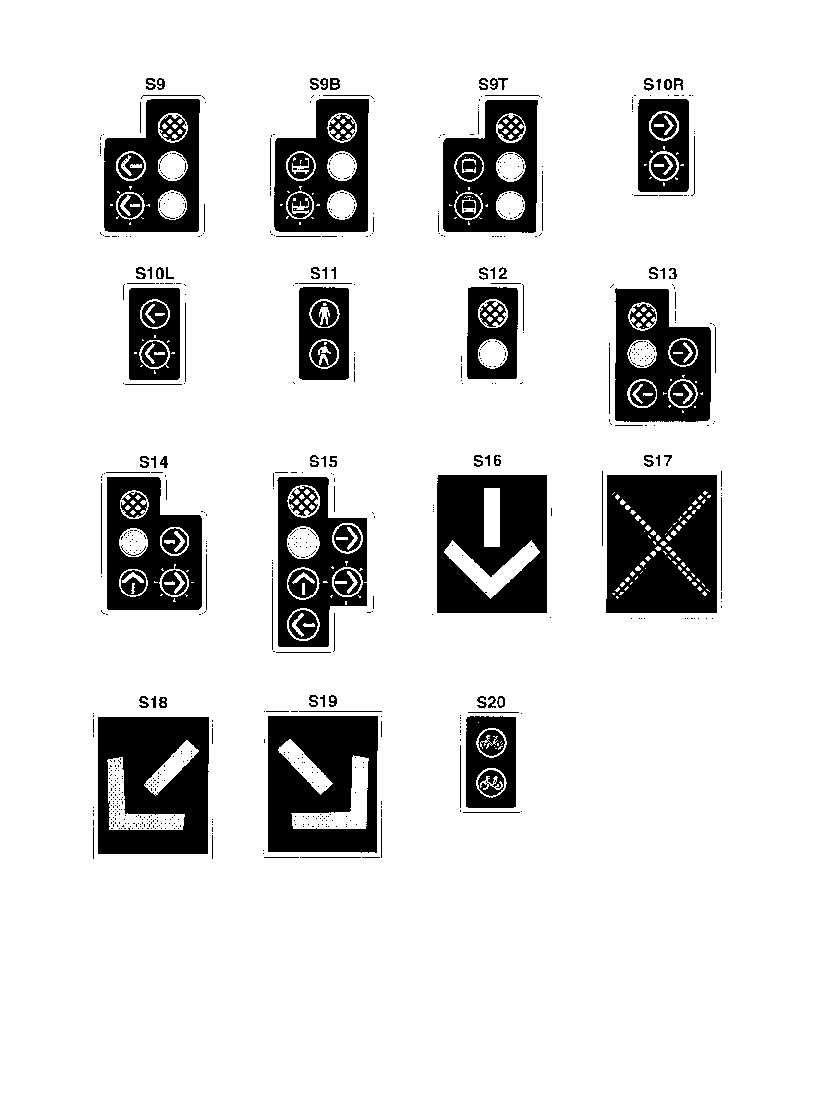 S9 S9B S9T S10R
S10L S11 S12 S13
S14 S15 S16 S17
S18 S19 S20